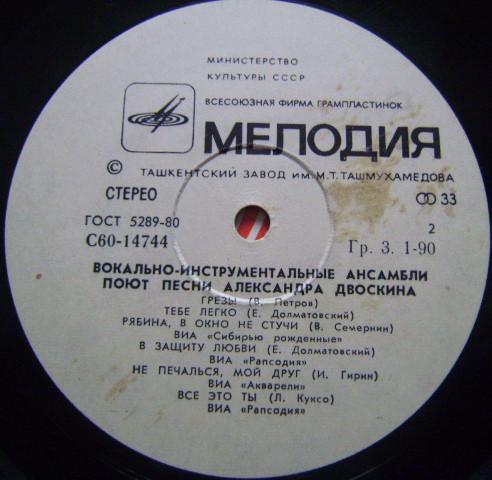 МИНИСТЕРСТВО
КУЛЬТУРЫ СССР
ВСЕСОЮЗНАЯ ФИРМА ГРАМПЛАСТИНОК
МЕЛОДИЯ
© ТАШКЕНТСКИЙ ЗАВОД ИМ. М.Т. ТАШМУХАМЕДОВА
СТЕРЕО 33
ГОСТ 5289-80 2
С60-14744 Гр. 3. 1-90
ВОКАЛЬНО-ИНСТРУМЕНТАЛЬНЫЕ АНСАМБЛИ
ПОЮТ ПЕСНИ АЛЕКСАНДРА ДВОСКИНА
ГРЕЗЫ (В. Петров)
ТЕБЕ ЛЕГКО (Е. Долматовский)
РЯБИНА, В ОКНО НЕ СТУЧИ (В. Семернин)
ВИА «Сибирью рожденные»
В ЗАЩИТУ ЛЮБВИ (Е. Долматовский)
ВИА «Рапсодия»
НЕ ПЕЧАЛЬСЯ, МОЙ ДРУГ (И. Гирин)
ВИА «Акварели»
ВСЕ ЭТО ТЫ (Л. Куксо)
ВИА «Рапсодия»